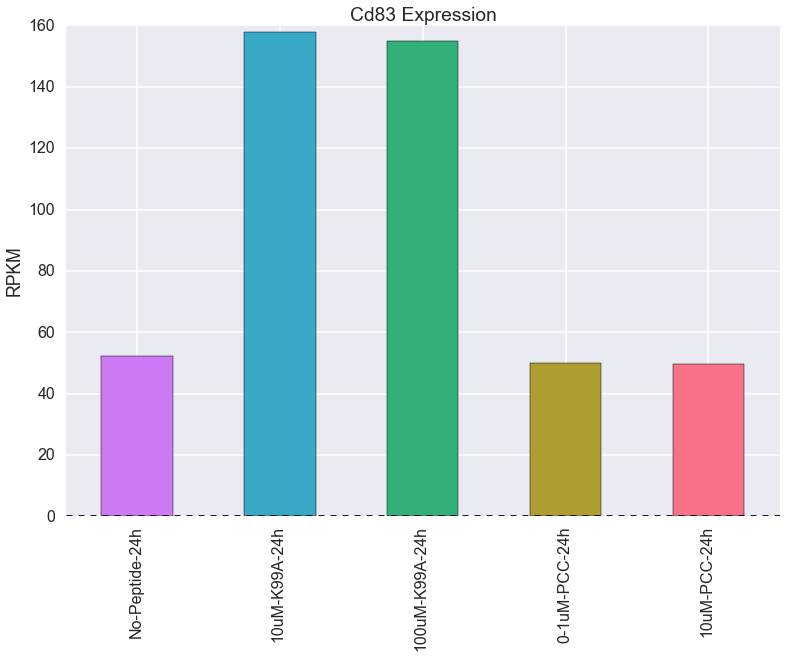 Cd83 Expression
RPKM
160
140
120
100
80
60
40
20
0
No-Peptide-24h
10uM-K99A-24h
100uM-K99A-24h
0-1uM-PCC-24h
10uM-PCC-24h